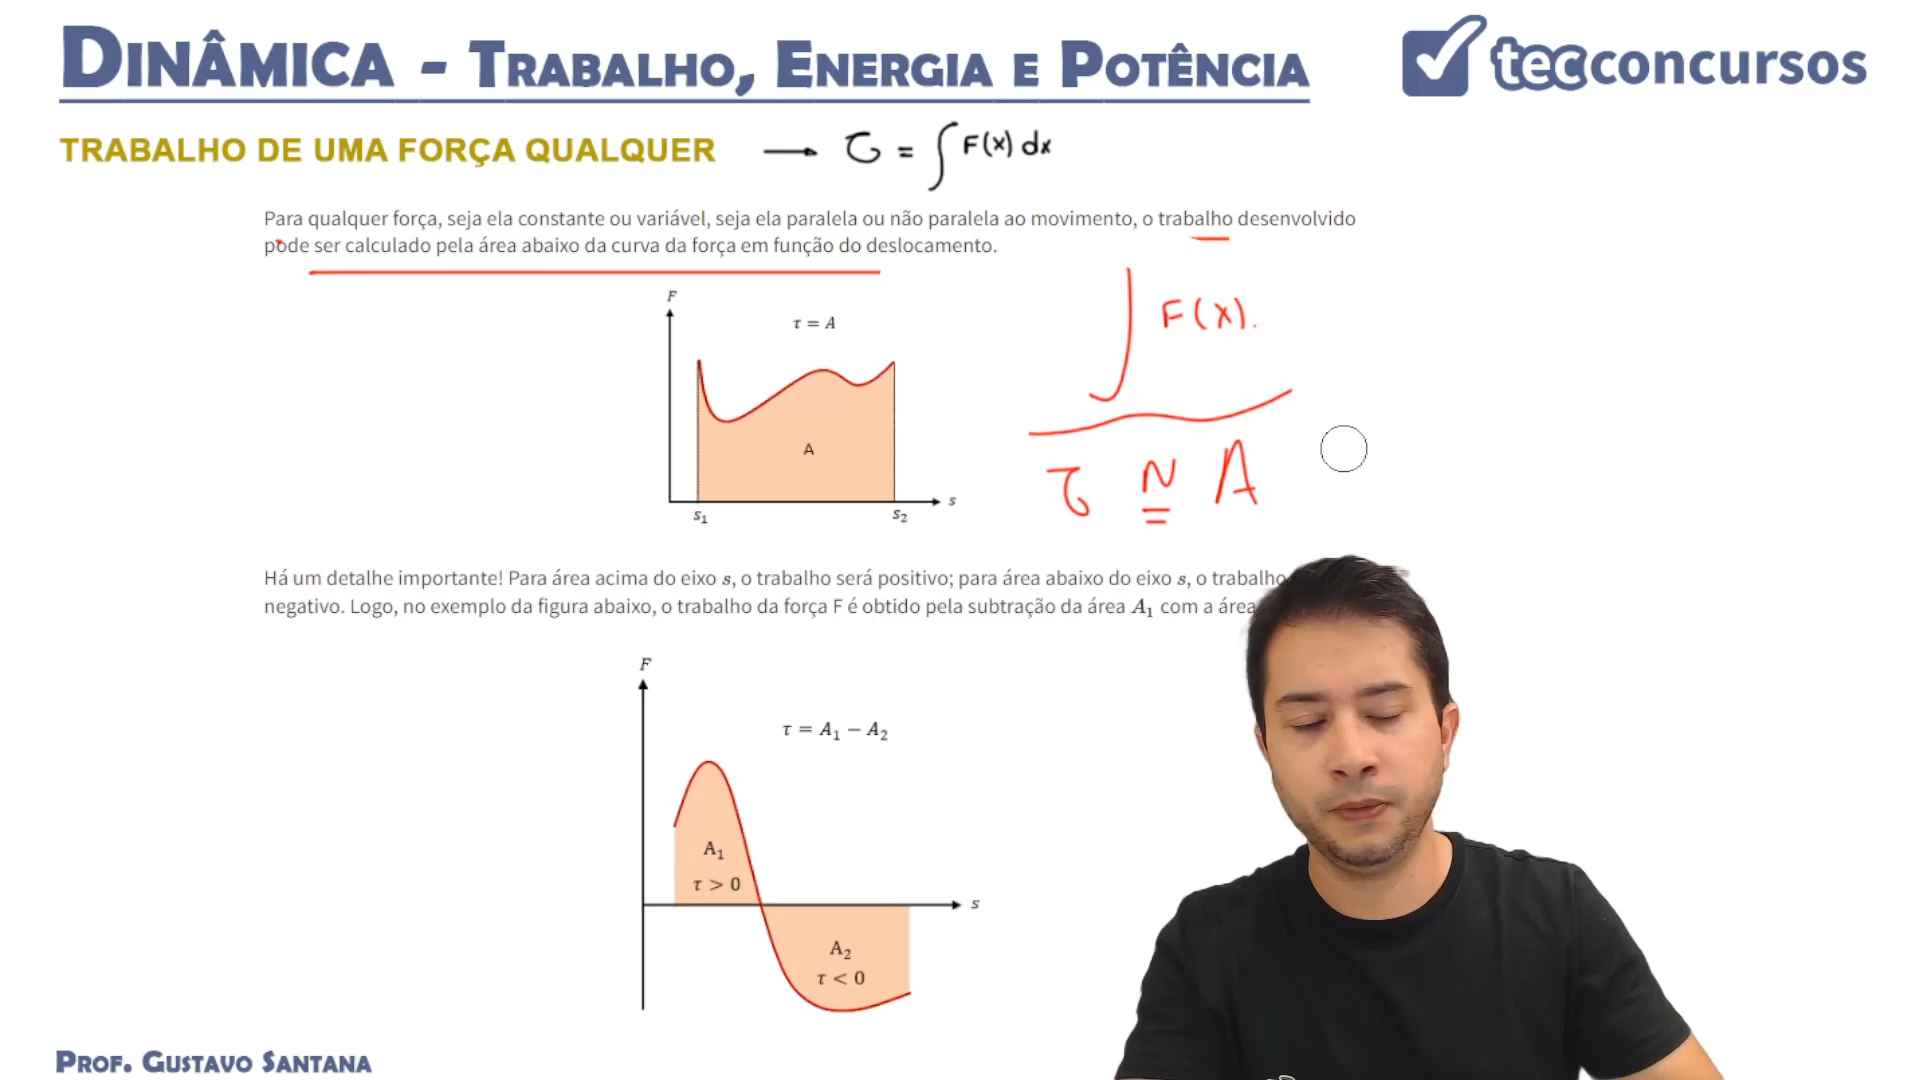 DINÂMICA - TRABALHO, ENERGIA E POTÊNCIA
tecconcursos
TRABALHO DE UMA FORÇA QUALQUER → τ = ∫ F(x) dx
Para qualquer força, seja ela constante ou variável, seja ela paralela ou não paralela ao movimento, o trabalho desenvolvido
pode ser calculado pela área abaixo da curva da força em função do deslocamento.
F
τ = A
A
s
s₁
s₂
∫ F(x).
τ N = A
Há um detalhe importante! Para área acima do eixo s, o trabalho será positivo; para área abaixo do eixo s, o trabalho
negativo. Logo, no exemplo da figura abaixo, o trabalho da força F é obtido pela subtração da área A₁ com a área
F
τ = A₁ − A₂
A₁
τ > 0
s
A₂
τ < 0
PROF. GUSTAVO SANTANA